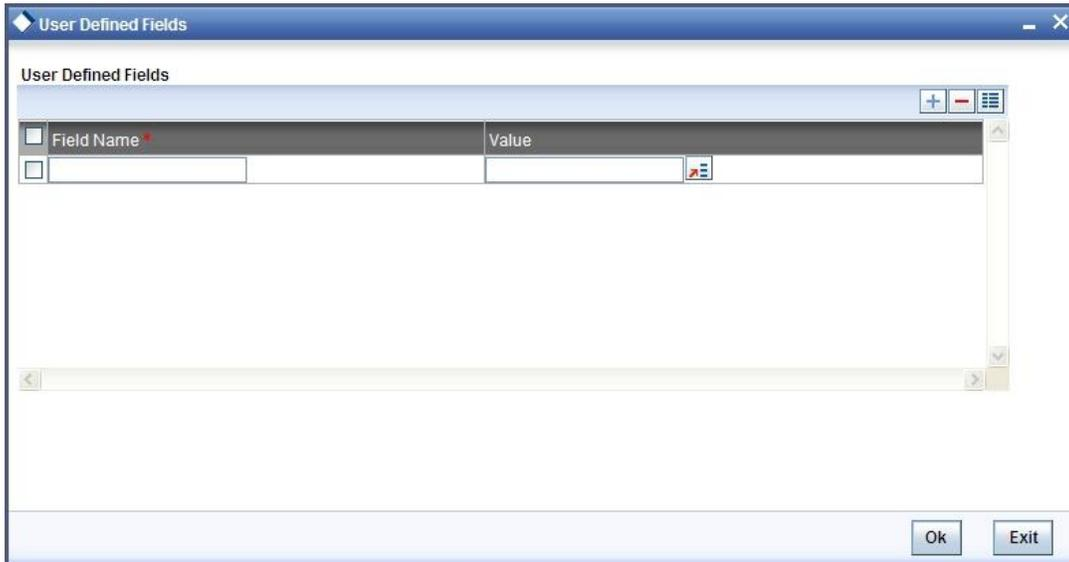 User Defined Fields
User Defined Fields
Field Name * Value
Ok Exit